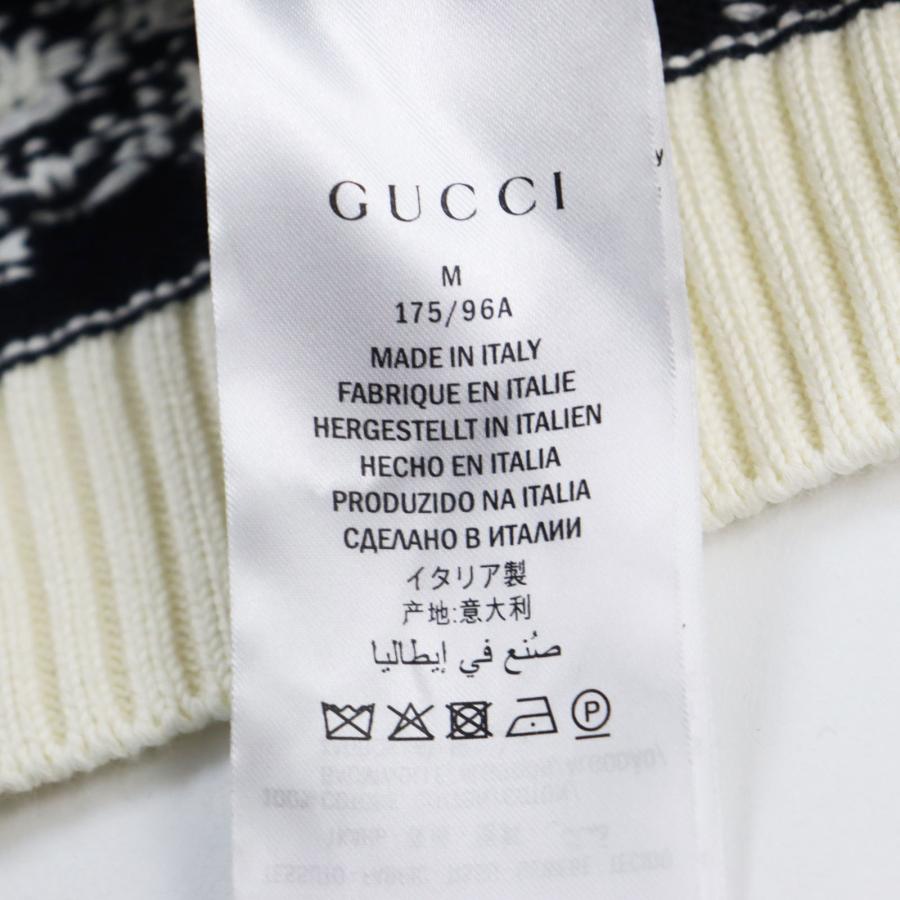 GUCCI
M
175/96A
MADE IN ITALY
FABRIQUE EN ITALIE
HERGESTELLT IN ITALIEN
HECHO EN ITALIA
PRODUZIDO NA ITALIA
СДЕЛАНО В ИТАЛИИ
イタリア製
产地:意大利
صُنع في إيطاليا
P